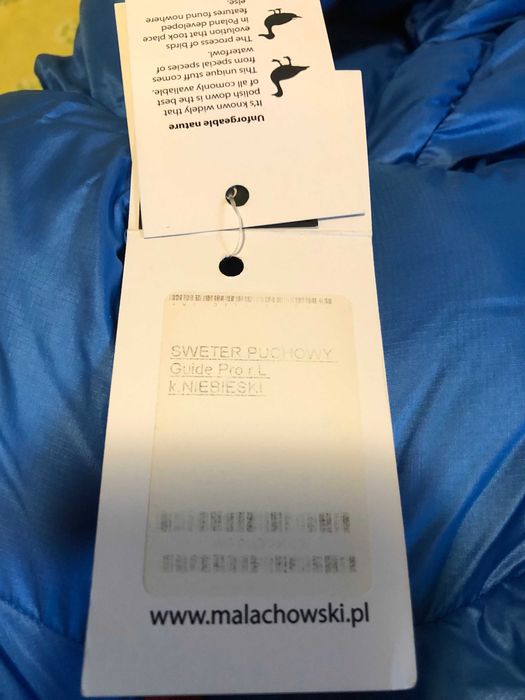 Unforgeable nature
It's known widely that
polish down is the best
of all comonly available.
This unique stuff comes
from special species of
waterfowl.
The process of birds
evolution that took place
in Poland developed
features found nowhere
else.
SWETER PUCHOWY
Guide Pro r.L
k.NIEBIESKI
www.malachowski.pl